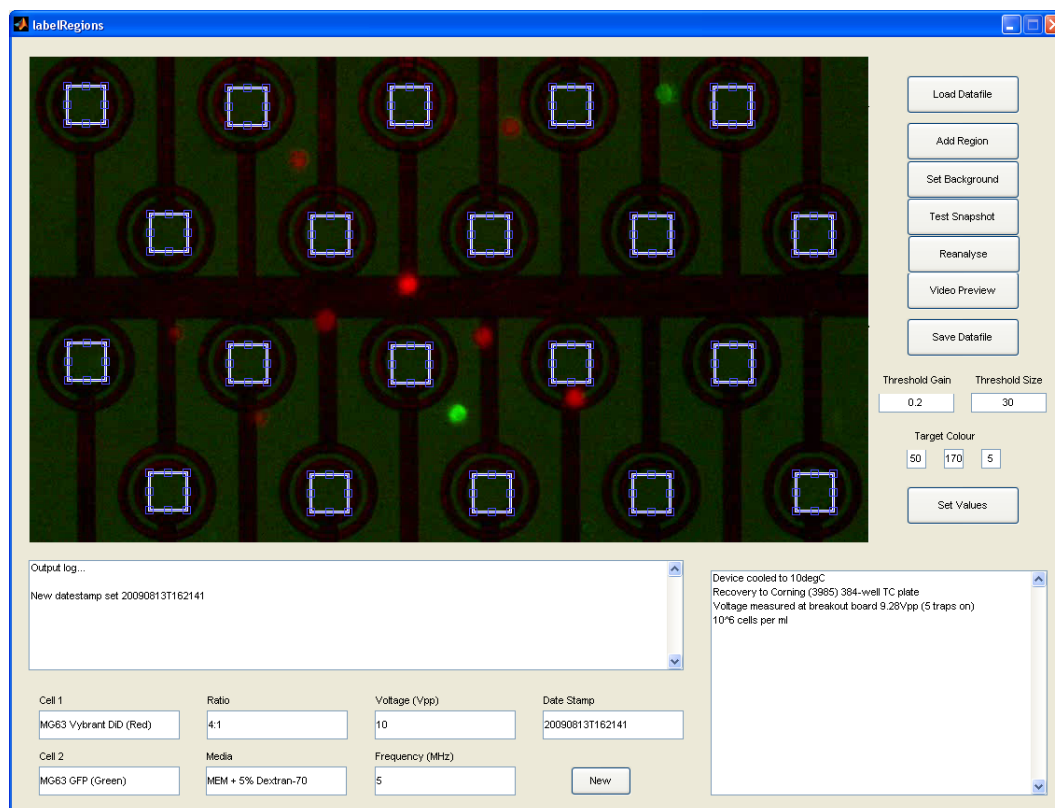 labelRegions
Load Datafile
Add Region
Set Background
Test Snapshot
Reanalyse
Video Preview
Save Datafile
Threshold Gain Threshold Size
0.2 30
Target Colour
50 170 5
Set Values
Output log...
New datestamp set 20090813T162141
Device cooled to 10degC
Recovery to Corning (3985) 384-well TC plate
Voltage measured at breakout board 9.28Vpp (5 traps on)
10^6 cells per ml
Cell 1 Ratio Voltage (Vpp) Date Stamp
MG63 Vybrant DiD (Red) 4:1 10 20090813T162141
Cell 2 Media Frequency (MHz)
MG63 GFP (Green) MEM + 5% Dextran-70 5 New